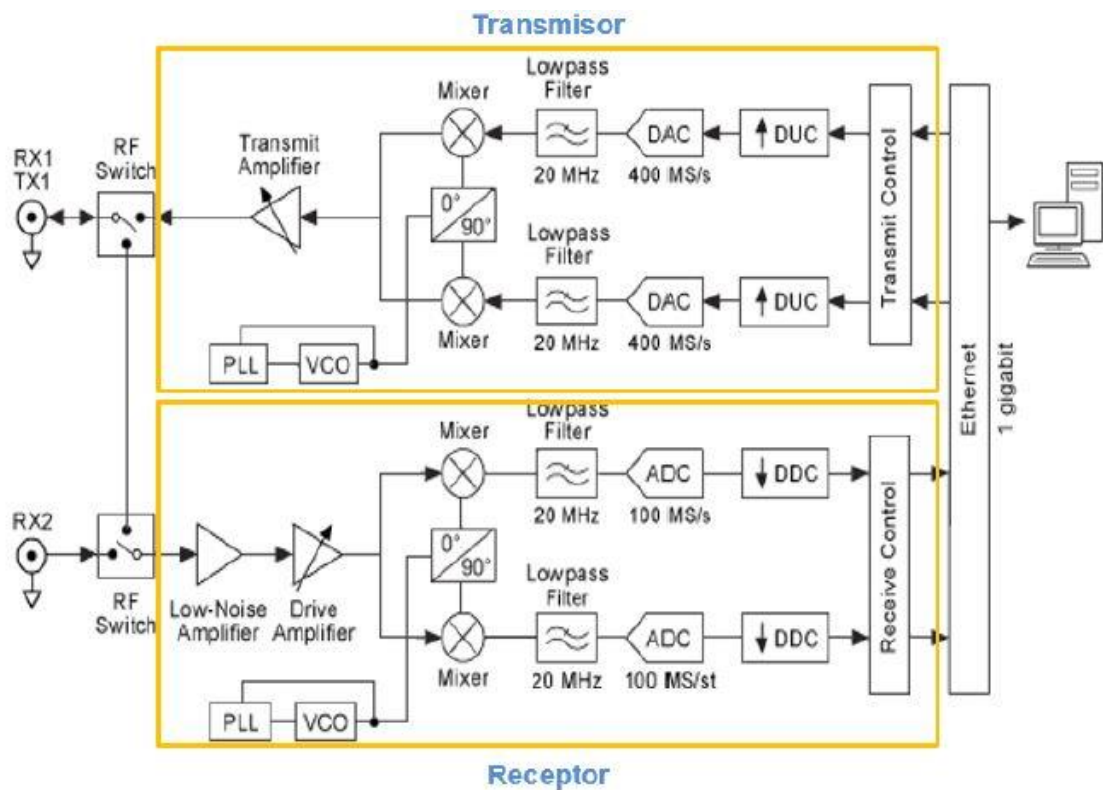 Transmisor
Lowpass
Filter
Mixer
Transmit
Amplifier
RX1
TX1
RF
Switch
DAC
↑ DUC
20 MHz
400 MS/s
0°
90°
Lowpass
Filter
DAC
↑ DUC
Mixer
20 MHz
400 MS/s
PLL
VCO
Transmit Control
Ethernet
1 gigabit
Lowpass
Filter
Mixer
ADC
↓ DDC
20 MHz
100 MS/s
RX2
0°
90°
Lowpass
Filter
RF
Switch
Low-Noise
Amplifier
Drive
Amplifier
ADC
↓ DDC
Mixer
20 MHz
100 MS/st
PLL
VCO
Receive Control
Receptor